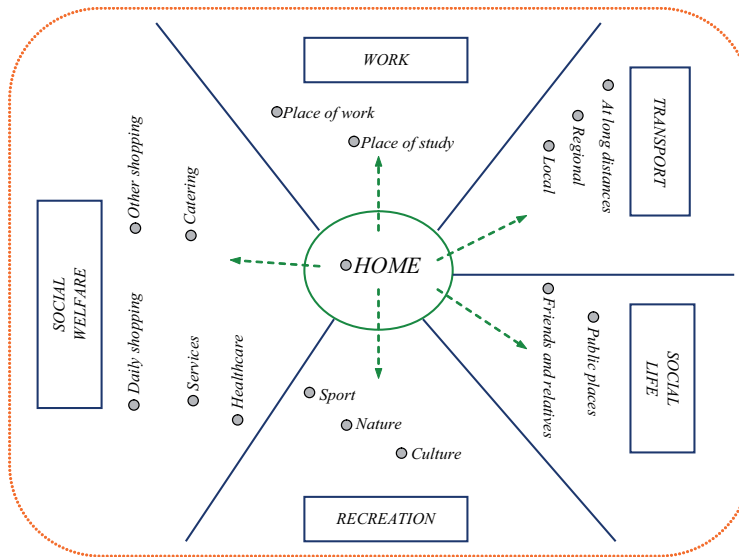 WORK
Place of work
Place of study
TRANSPORT
At long distances
Regional
Local
SOCIAL
WELFARE
Other shopping
Catering
Daily shopping
Services
Healthcare
HOME
SOCIAL
LIFE
Friends and relatives
Public places
Sport
Nature
Culture
RECREATION